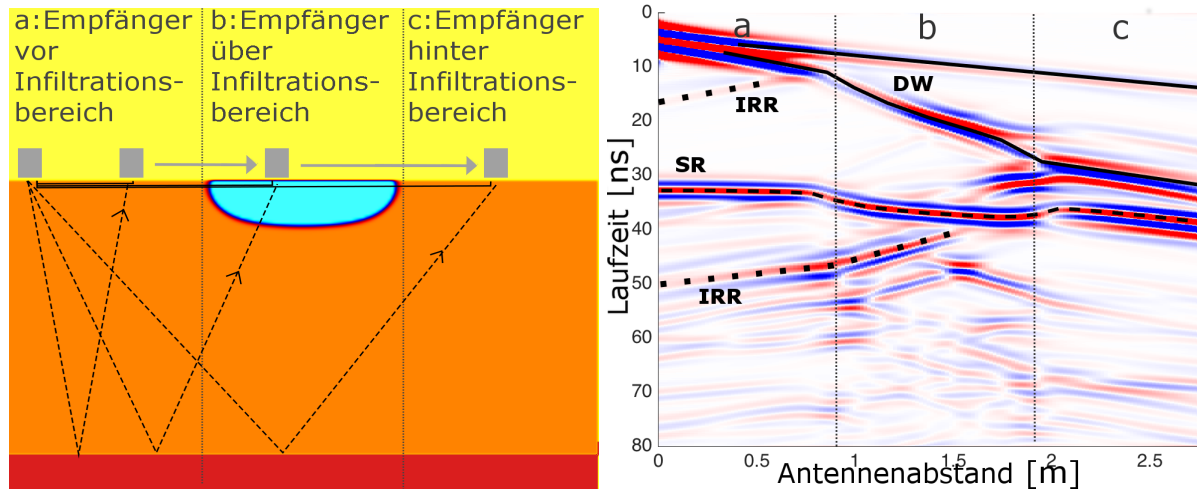 a:Empfänger
vor
Infiltrations-
bereich
b:Empfänger
über
Infiltrations-
bereich
c:Empfänger
hinter
Infiltrations-
bereich
a
b
c
DW
IRR
SR
IRR
Laufzeit [ns]
0
10
20
30
40
50
60
70
80
0
0.5
1
1.5
2
2.5
Antennenabstand [m]